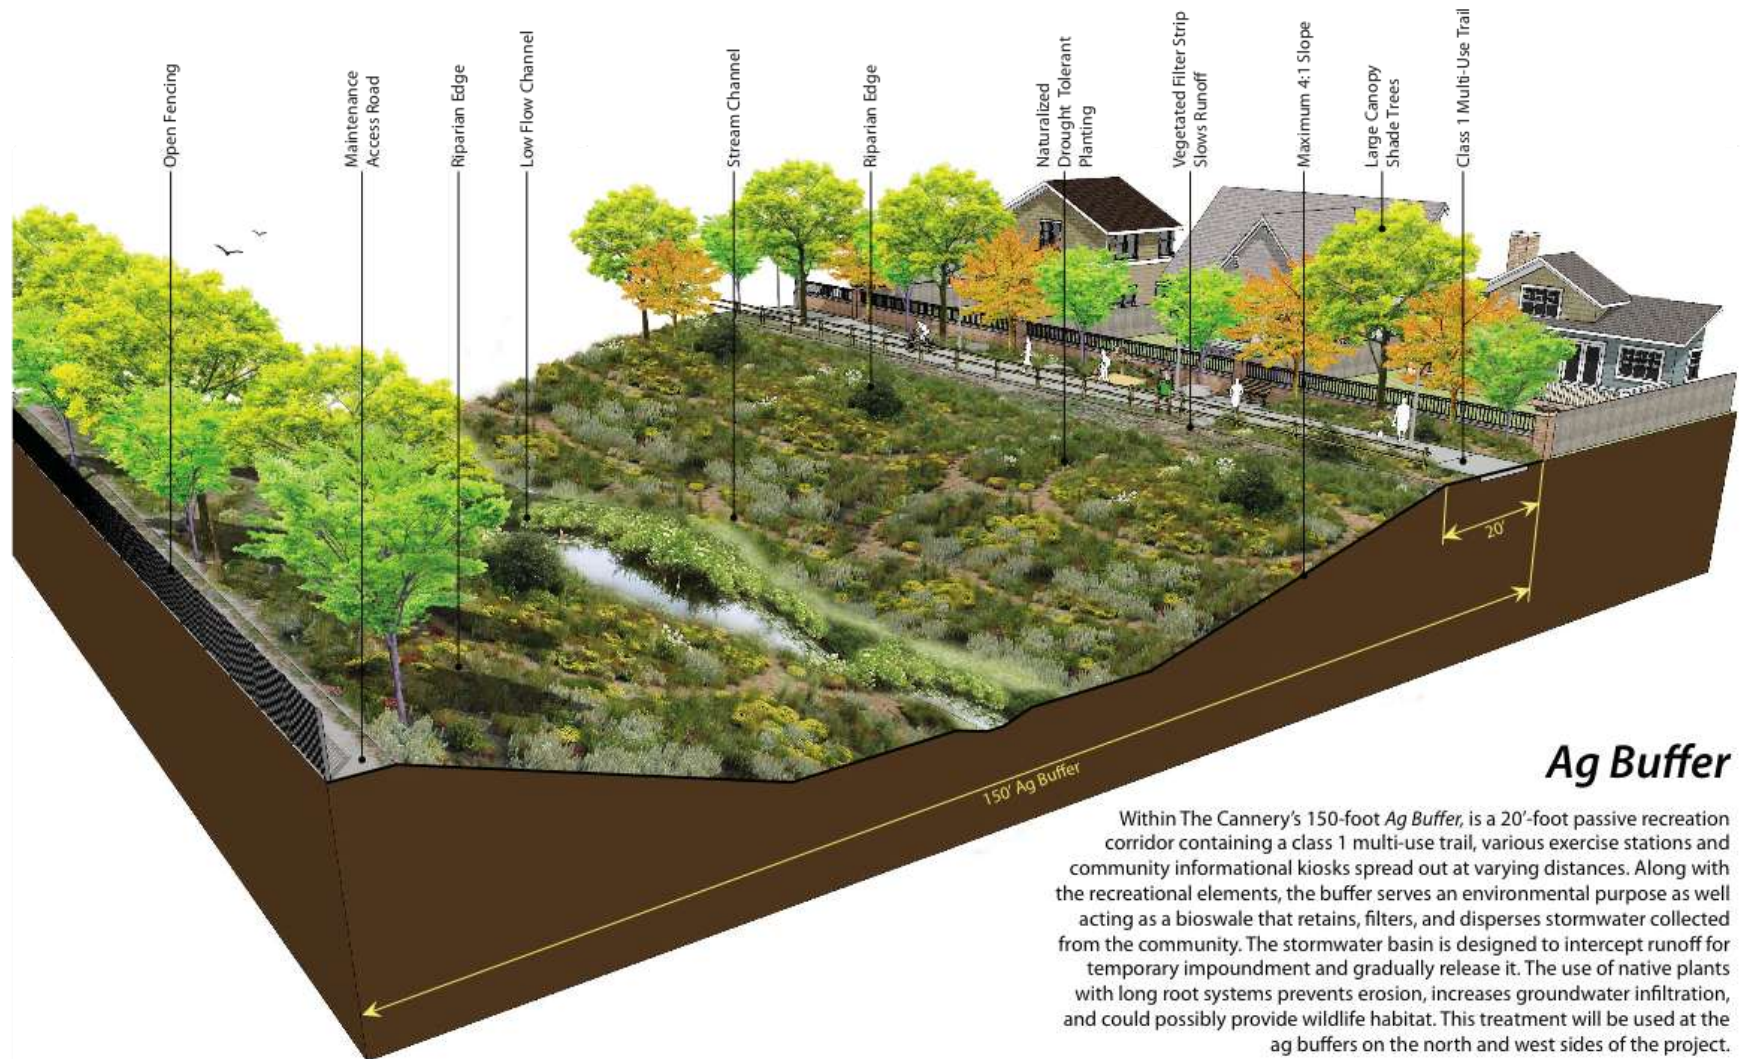 Open Fencing
Maintenance
Access Road
Riparian Edge
Low Flow Channel
Stream Channel
Riparian Edge
Naturalized
Drought Tolerant
Planting
Vegetated Filter Strip
Slows Runoff
Maximum 4:1 Slope
Large Canopy
Shade Trees
Class 1 Multi-Use Trail
20'
150' Ag Buffer
Ag Buffer
Within The Cannery's 150-foot Ag Buffer, is a 20'-foot passive recreation
corridor containing a class 1 multi-use trail, various exercise stations and
community informational kiosks spread out at varying distances. Along with
the recreational elements, the buffer serves an environmental purpose as well
acting as a bioswale that retains, filters, and disperses stormwater collected
from the community. The stormwater basin is designed to intercept runoff for
temporary impoundment and gradually release it. The use of native plants
with long root systems prevents erosion, increases groundwater infiltration,
and could possibly provide wildlife habitat. This treatment will be used at the
ag buffers on the north and west sides of the project.